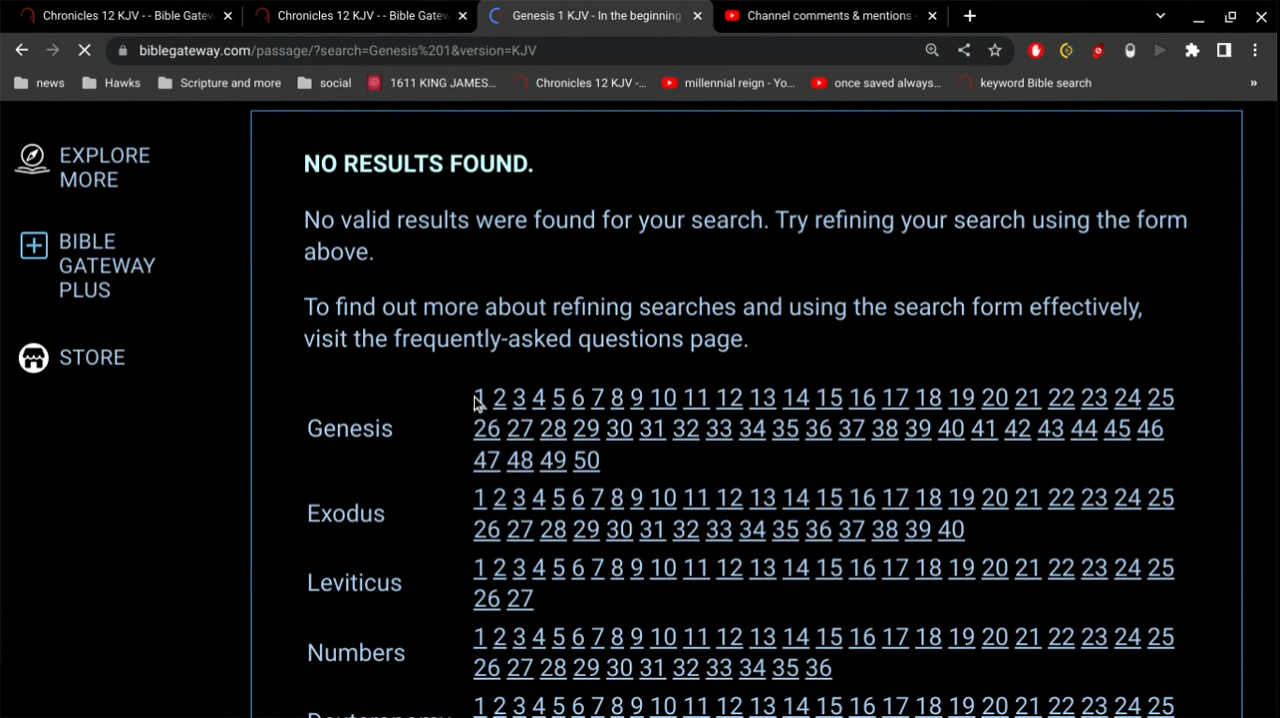 Chronicles 12 KJV - - Bible Gatew
Chronicles 12 KJV - - Bible Gatew
Genesis 1 KJV - In the beginning
Channel comments & mentions -
biblegateway.com/passage/?search=Genesis%201&version=KJV
news
Hawks
Scripture and more
social
1611 KING JAMES...
Chronicles 12 KJV -...
millennial reign - Yo...
once saved always...
keyword Bible search
»
EXPLORE
MORE
BIBLE
GATEWAY
PLUS
STORE
NO RESULTS FOUND.
No valid results were found for your search. Try refining your search using the form
above.
To find out more about refining searches and using the search form effectively,
visit the frequently-asked questions page.
Genesis
1 2 3 4 5 6 7 8 9 10 11 12 13 14 15 16 17 18 19 20 21 22 23 24 25
26 27 28 29 30 31 32 33 34 35 36 37 38 39 40 41 42 43 44 45 46
47 48 49 50
Exodus
1 2 3 4 5 6 7 8 9 10 11 12 13 14 15 16 17 18 19 20 21 22 23 24 25
26 27 28 29 30 31 32 33 34 35 36 37 38 39 40
Leviticus
1 2 3 4 5 6 7 8 9 10 11 12 13 14 15 16 17 18 19 20 21 22 23 24 25
26 27
Numbers
1 2 3 4 5 6 7 8 9 10 11 12 13 14 15 16 17 18 19 20 21 22 23 24 25
26 27 28 29 30 31 32 33 34 35 36
Deuteronomy
1 2 3 4 5 6 7 8 9 10 11 12 13 14 15 16 17 18 19 20 21 22 23 24 25